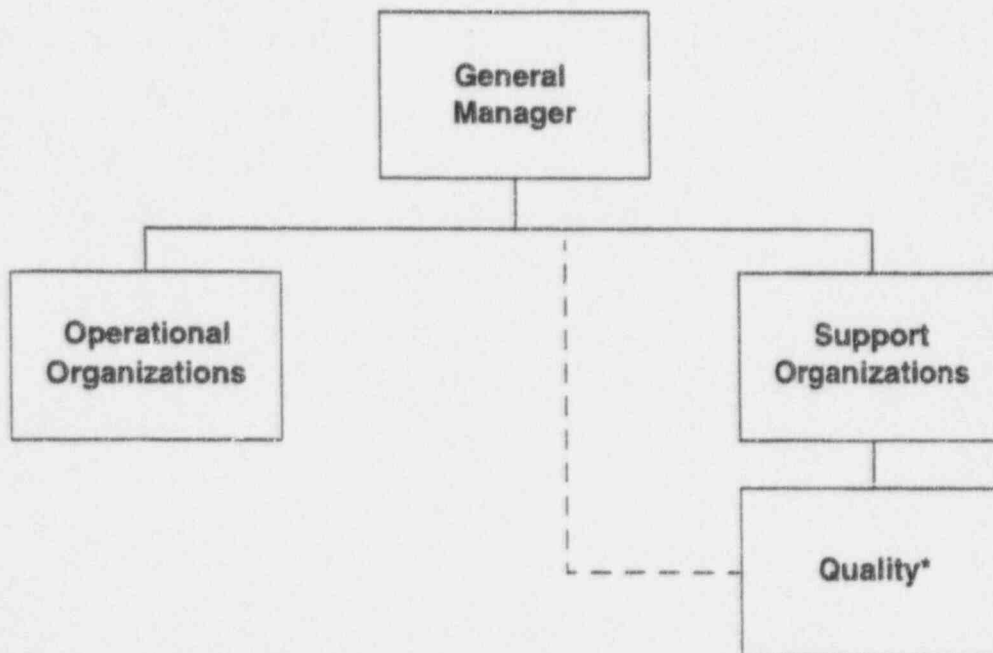 General
Manager
Operational
Organizations
Support
Organizations
Quality*